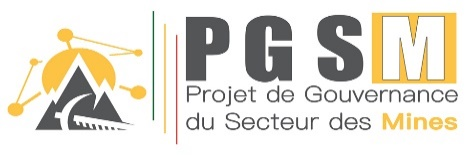 PGSM
Projet de Gouvernance
du Secteur des Mines